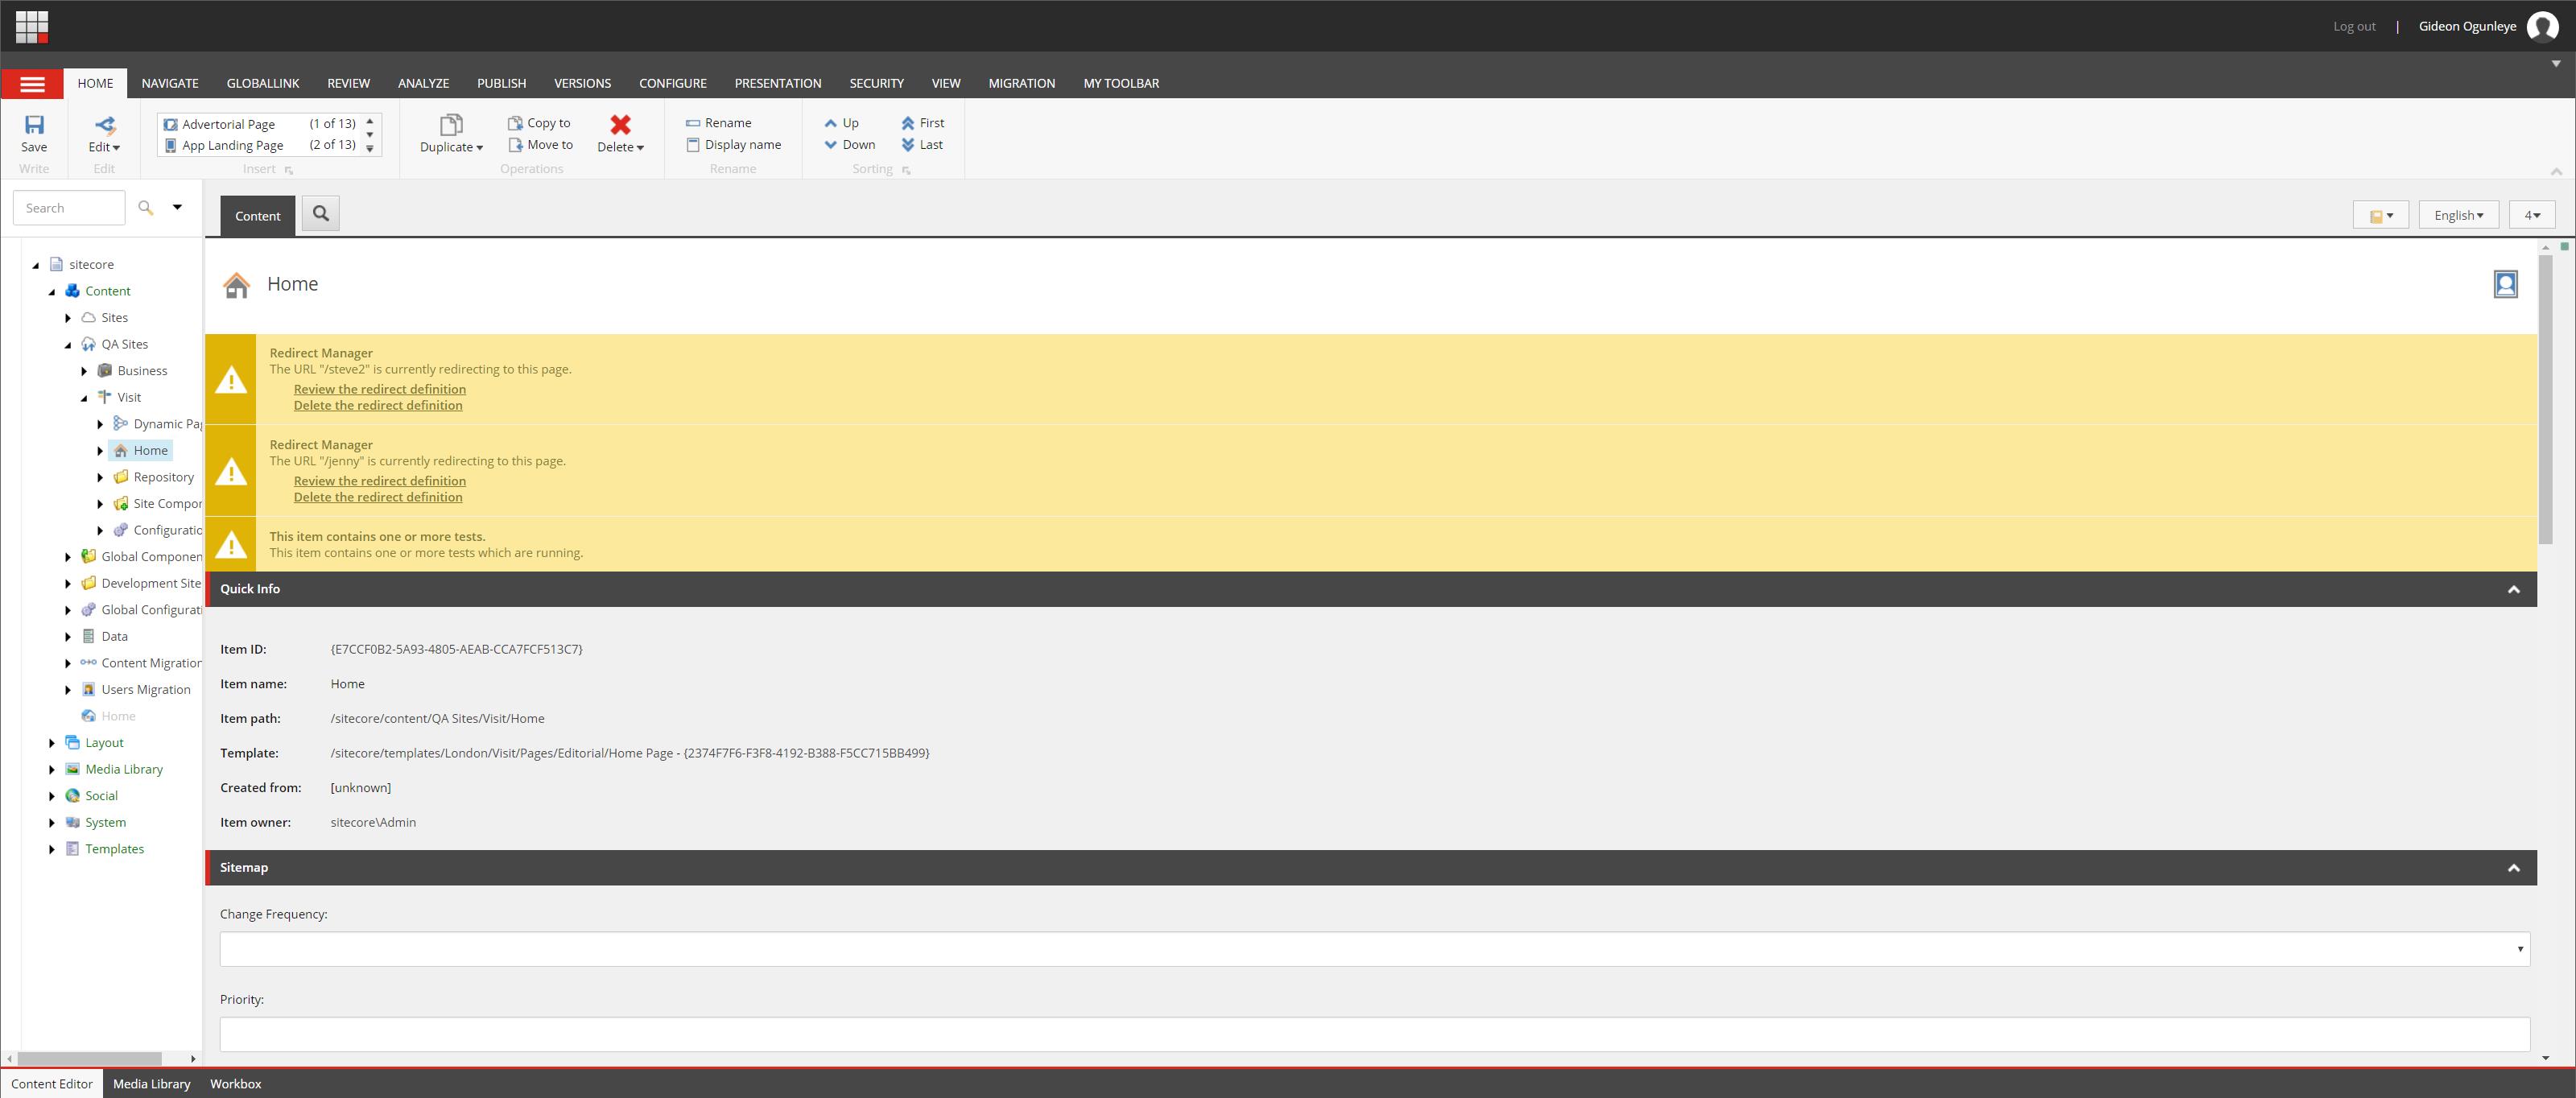 Log out | Gideon Ogunleye
HOME NAVIGATE GLOBALLINK REVIEW ANALYZE PUBLISH VERSIONS CONFIGURE PRESENTATION SECURITY VIEW MIGRATION MY TOOLBAR
Save
Write
Edit
Edit
Advertorial Page (1 of 13)
App Landing Page (2 of 13)
Insert
Duplicate
Copy to
Move to
Delete
Operations
Rename
Display name
Rename
Up
Down
First
Last
Sorting
Search
Content
English
4
sitecore
Content
Sites
QA Sites
Business
Visit
Dynamic Pag
Home
Repository
Site Compor
Configuratio
Global Componen
Development Site
Global Configurati
Data
Content Migration
Users Migration
Home
Layout
Media Library
Social
System
Templates
Home
Redirect Manager
The URL "/steve2" is currently redirecting to this page.
Review the redirect definition
Delete the redirect definition
Redirect Manager
The URL "/jenny" is currently redirecting to this page.
Review the redirect definition
Delete the redirect definition
This item contains one or more tests.
This item contains one or more tests which are running.
Quick Info
Item ID: {E7CCF0B2-5A93-4805-AEAB-CCA7FCF513C7}
Item name: Home
Item path: /sitecore/content/QA Sites/Visit/Home
Template: /sitecore/templates/London/Visit/Pages/Editorial/Home Page - {2374F7F6-F3F8-4192-B388-F5CC715BB499}
Created from: [unknown]
Item owner: sitecore\Admin
Sitemap
Change Frequency:
Priority:
Content Editor Media Library Workbox